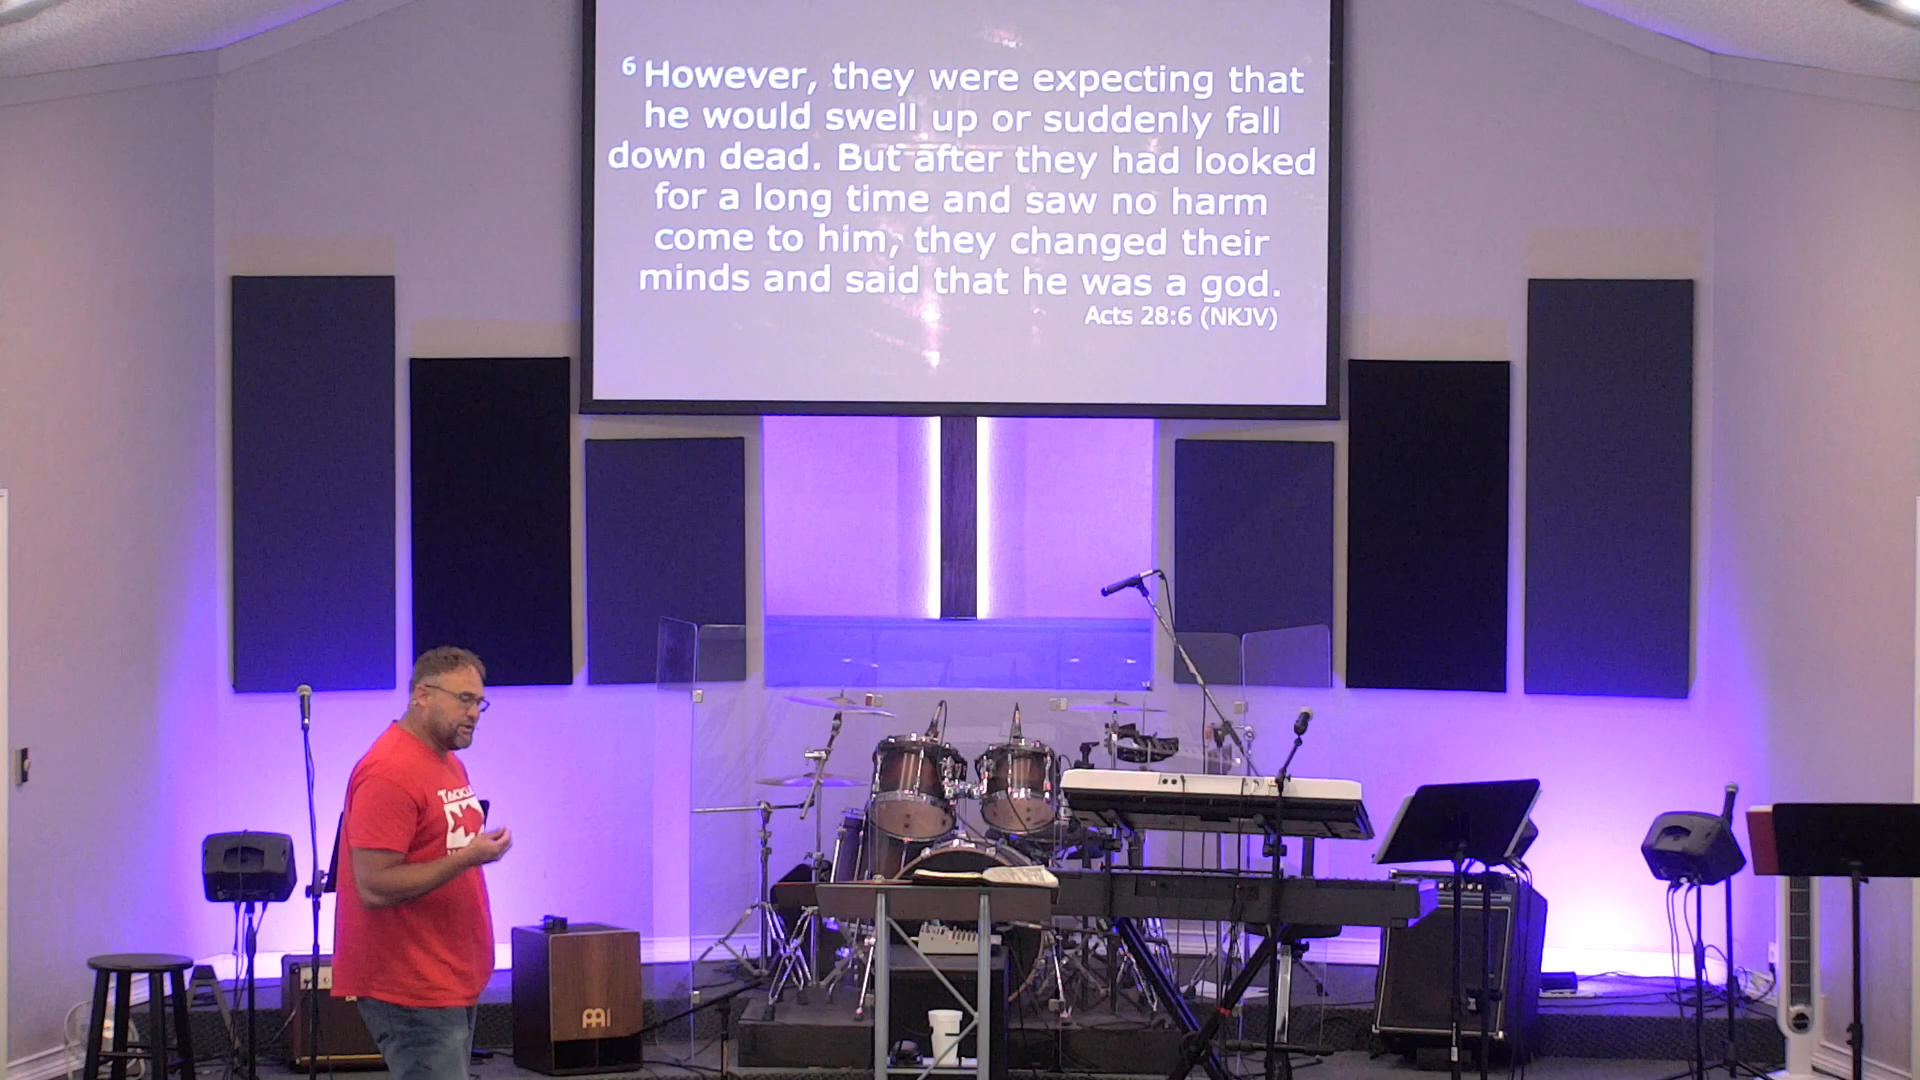 6 However, they were expecting that
he would swell up or suddenly fall
down dead. But after they had looked
for a long time and saw no harm
come to him, they changed their
minds and said that he was a god.
Acts 28:6 (NKJV)